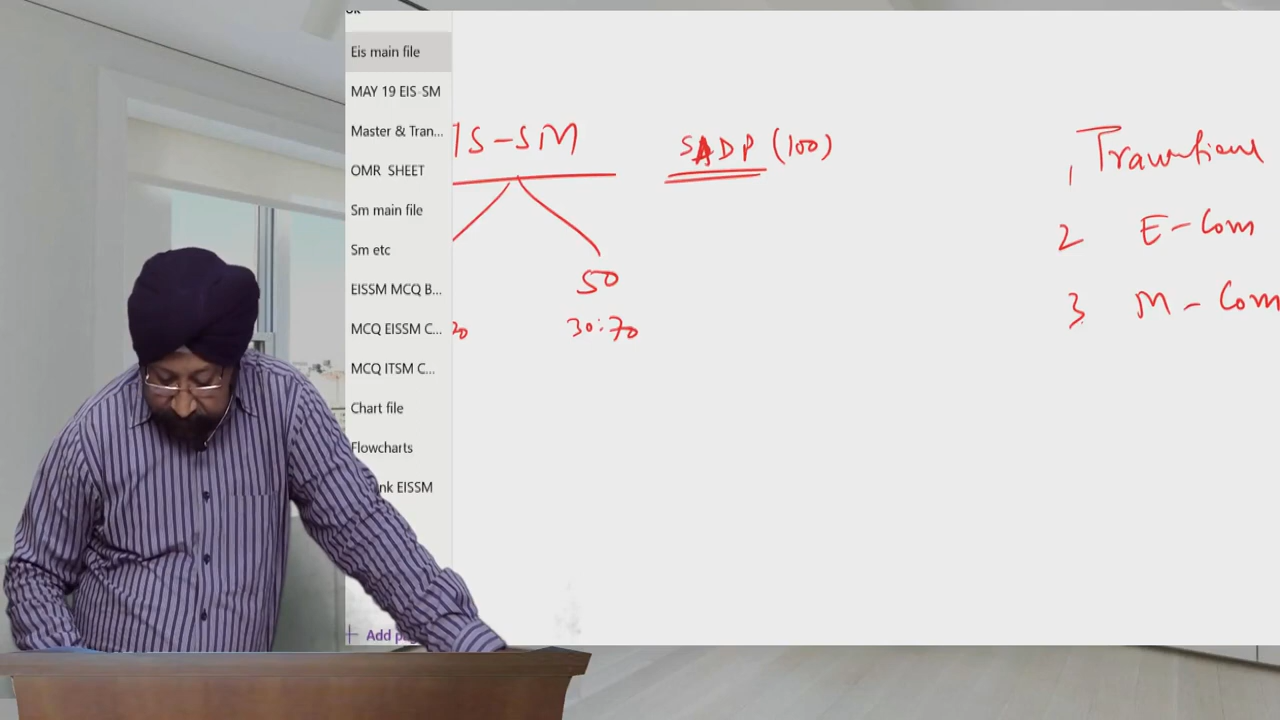 Eis main file
MAY 19 EIS-SM
Master & Tran...
OMR SHEET
Sm main file
Sm etc
EISSM MCQ B...
MCQ EISSM C...
MCQ ITSM C...
Chart file
Flowcharts
nk EISSM
Add p
IS-SM
50
20
30:70
SADP (100)
1
2 E-Com
3 M-Com